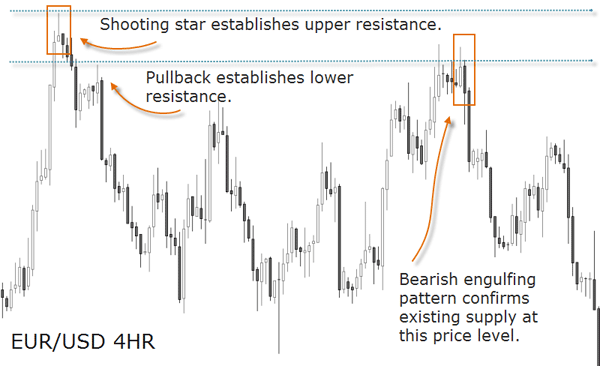 Shooting star establishes upper resistance.
Pullback establishes lower
resistance.
Bearish engulfing
pattern confirms
existing supply at
this price level.
EUR/USD 4HR